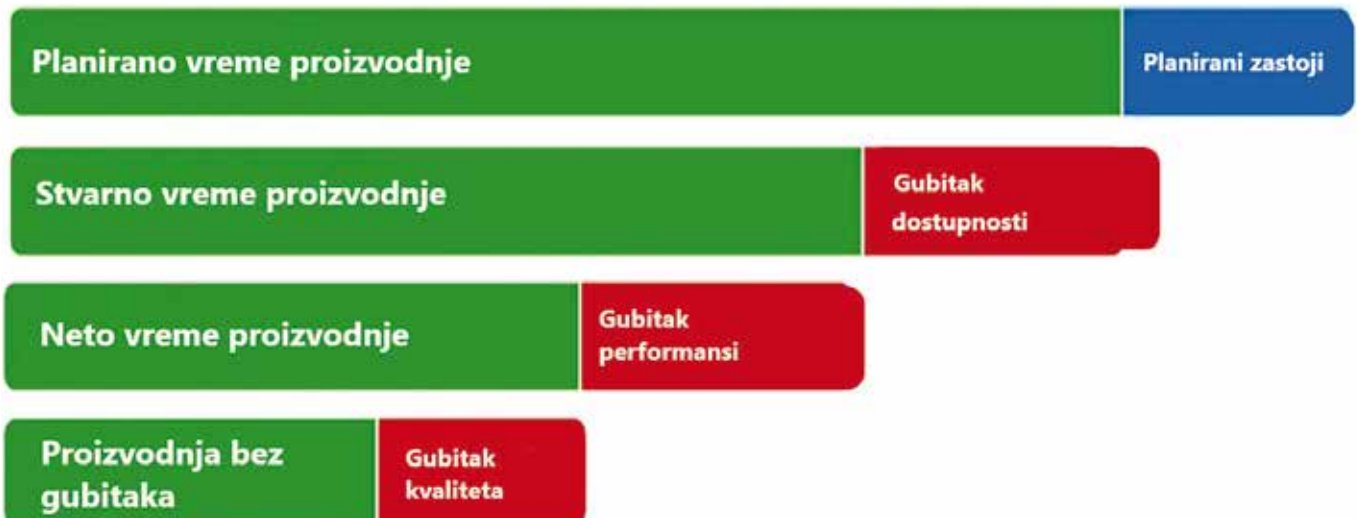 Planirano vreme proizvodnje
Planirani zastoji
Stvarno vreme proizvodnje
Gubitak
dostupnosti
Neto vreme proizvodnje
Gubitak
performansi
Proizvodnja bez
gubitaka
Gubitak
kvaliteta